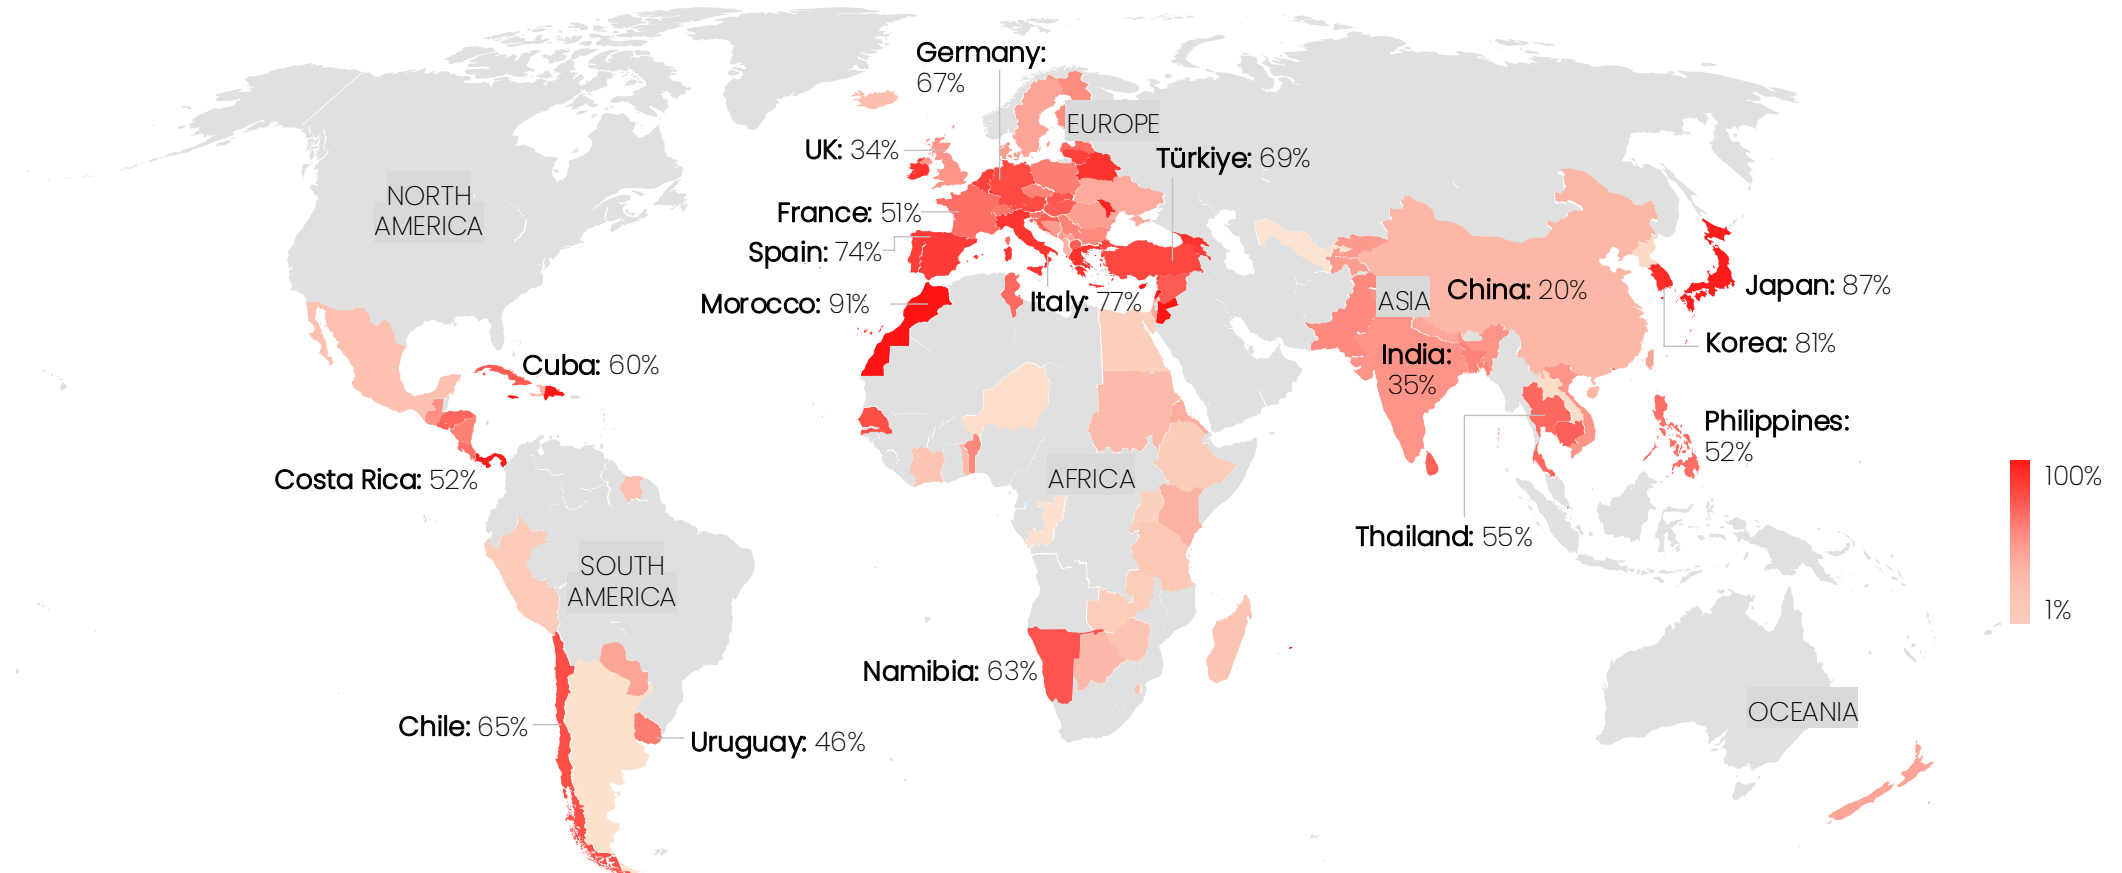 Germany:
67%
EUROPE
UK: 34%
Türkiye: 69%
NORTH
AMERICA
France: 51%
Spain: 74%
Morocco: 91%
Italy: 77%
ASIA
China: 20%
Japan: 87%
Korea: 81%
India:
35%
Cuba: 60%
Philippines:
52%
Costa Rica: 52%
AFRICA
Thailand: 55%
100%
1%
SOUTH
AMERICA
Namibia: 63%
Chile: 65%
Uruguay: 46%
OCEANIA